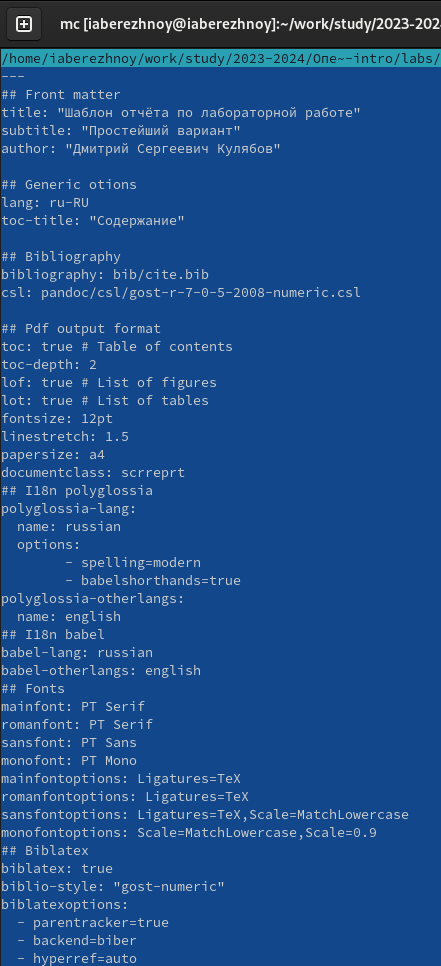 mc [iaberezhnoy@iaberezhnoy]:~/work/study/2023-202
/home/iaberezhnoy/work/study/2023-2024/Опе~-intro/labs/
---
## Front matter
title: "Шаблон отчёта по лабораторной работе"
subtitle: "Простейший вариант"
author: "Дмитрий Сергеевич Кулябов"
## Generic otions
lang: ru-RU
toc-title: "Содержание"
## Bibliography
bibliography: bib/cite.bib
csl: pandoc/csl/gost-r-7-0-5-2008-numeric.csl
## Pdf output format
toc: true # Table of contents
toc-depth: 2
lof: true # List of figures
lot: true # List of tables
fontsize: 12pt
linestretch: 1.5
papersize: a4
documentclass: scrreprt
## I18n polyglossia
polyglossia-lang:
  name: russian
  options:
        - spelling=modern
        - babelshorthands=true
polyglossia-otherlangs:
  name: english
## I18n babel
babel-lang: russian
babel-otherlangs: english
## Fonts
mainfont: PT Serif
romanfont: PT Serif
sansfont: PT Sans
monofont: PT Mono
mainfontoptions: Ligatures=TeX
romanfontoptions: Ligatures=TeX
sansfontoptions: Ligatures=TeX,Scale=MatchLowercase
monofontoptions: Scale=MatchLowercase,Scale=0.9
## Biblatex
biblatex: true
biblio-style: "gost-numeric"
biblatexoptions:
  - parentracker=true
  - backend=biber
  - hyperref=auto